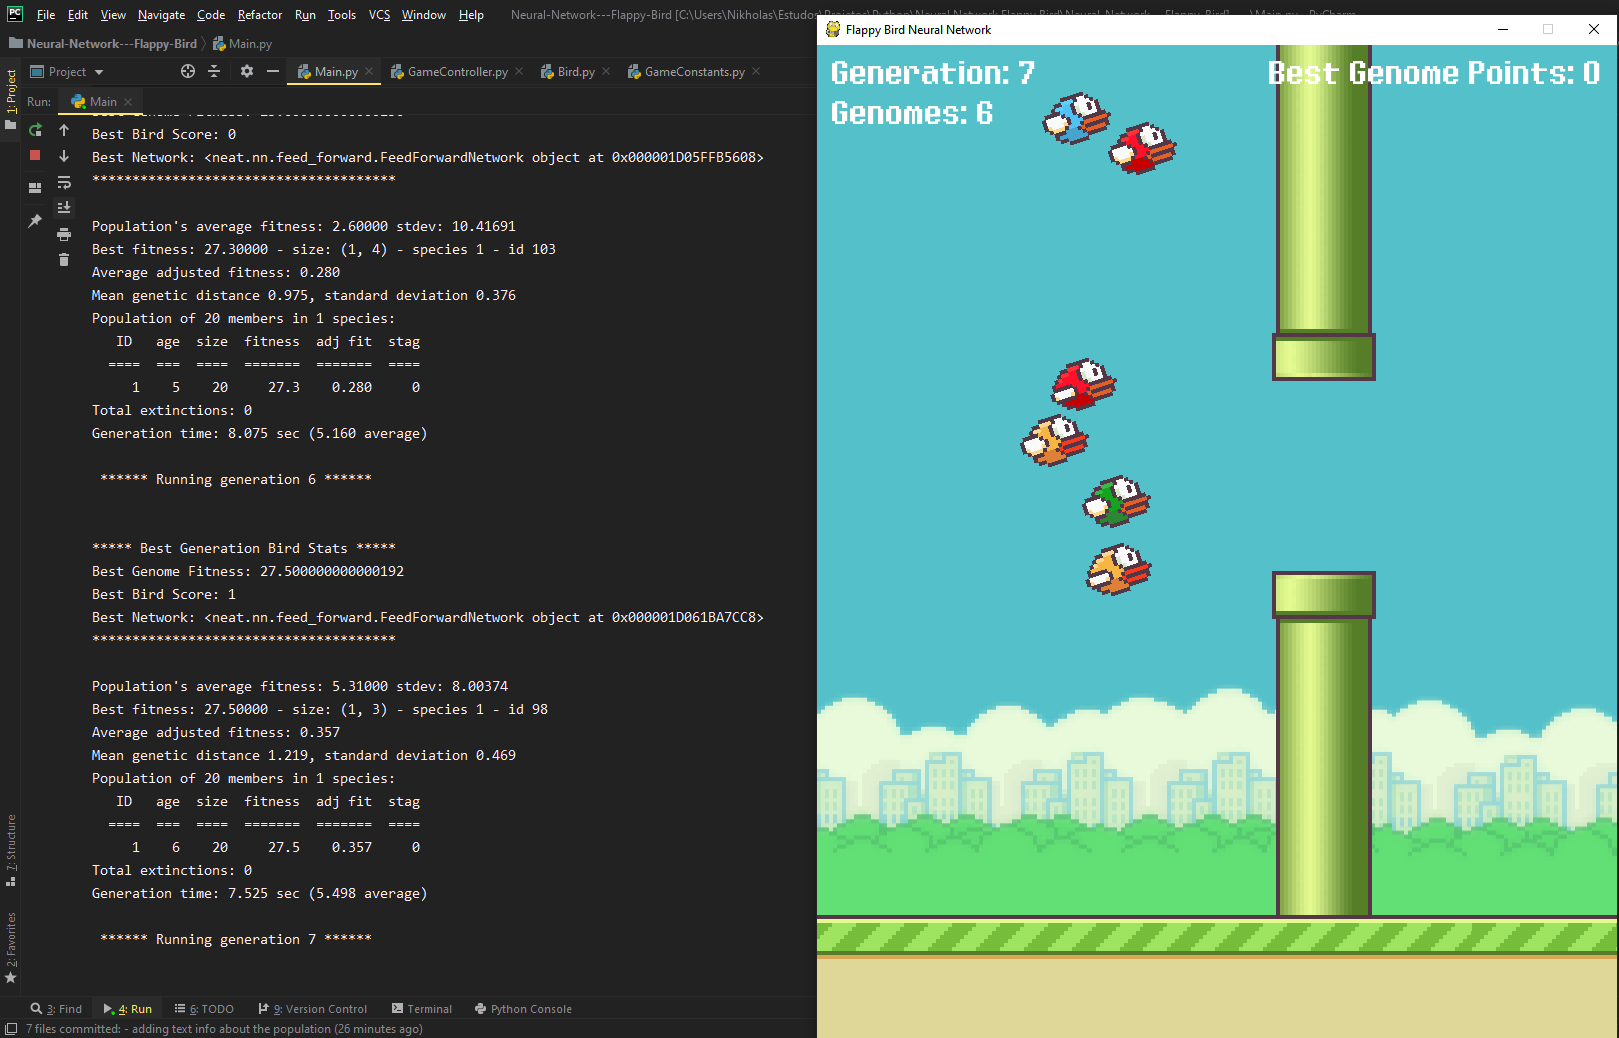 PC File Edit View Navigate Code Refactor Run Tools VCS Window Help Neural-Network---Flappy-Bird
Neural-Network---Flappy-Bird Main.py
Project Main.py GameController.py Bird.py GameConstants.py
1: Project
Run: Main
Best Bird Score: 0
Best Network: <neat.nn.feed_forward.FeedForwardNetwork object at 0x000001D05FFB5608>
**************************************
Population's average fitness: 2.60000 stdev: 10.41691
Best fitness: 27.30000 - size: (1, 4) - species 1 - id 103
Average adjusted fitness: 0.280
Mean genetic distance 0.975, standard deviation 0.376
Population of 20 members in 1 species:
ID age size fitness adj fit stag
==== === ==== ======= ======= ====
1 5 20 27.3 0.280 0
Total extinctions: 0
Generation time: 8.075 sec (5.160 average)
****** Running generation 6 ******
***** Best Generation Bird Stats *****
Best Genome Fitness: 27.500000000000192
Best Bird Score: 1
Best Network: <neat.nn.feed_forward.FeedForwardNetwork object at 0x000001D061BA7CC8>
**************************************
Population's average fitness: 5.31000 stdev: 8.00374
Best fitness: 27.50000 - size: (1, 3) - species 1 - id 98
Average adjusted fitness: 0.357
Mean genetic distance 1.219, standard deviation 0.469
Population of 20 members in 1 species:
ID age size fitness adj fit stag
==== === ==== ======= ======= ====
1 6 20 27.5 0.357 0
Total extinctions: 0
Generation time: 7.525 sec (5.498 average)
****** Running generation 7 ******
7: Structure
2: Favorites
3: Find 4: Run 6: TODO 9: Version Control Terminal Python Console
7 files committed: - adding text info about the population (26 minutes ago)
Flappy Bird Neural Network
Generation: 7 Best Genome Points: 0
Genomes: 6